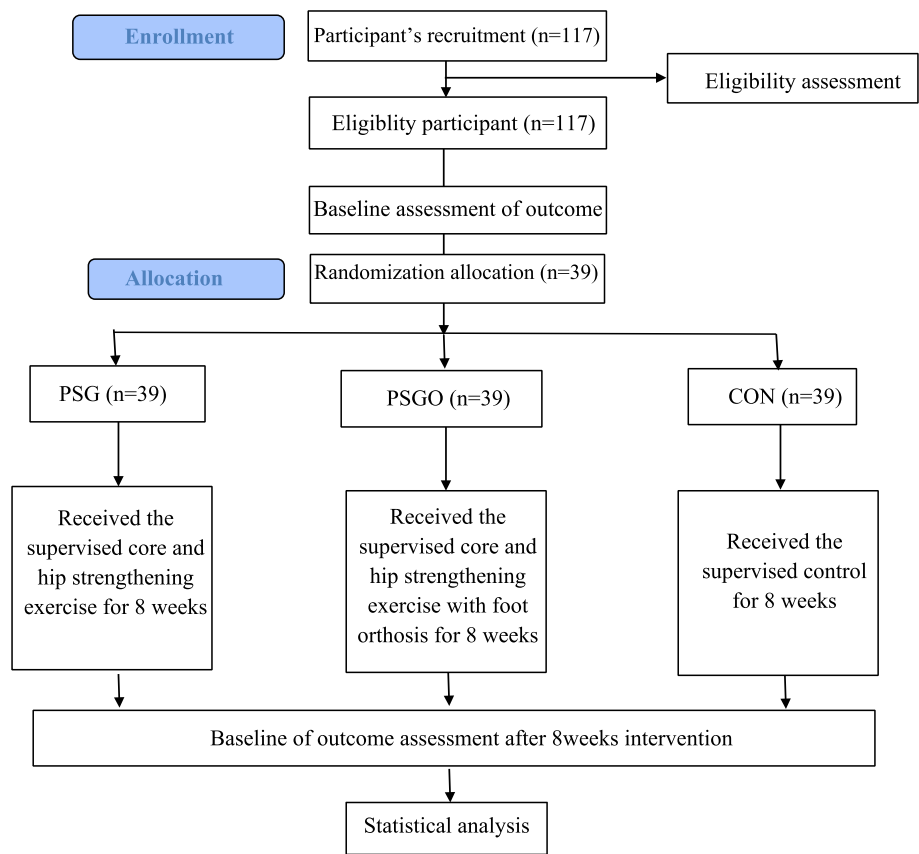 Enrollment
Participant's recruitment (n=117)
Eligibility assessment
Eligiblity participant (n=117)
Baseline assessment of outcome
Allocation
Randomization allocation (n=39)
PSG (n=39)
PSGO (n=39)
CON (n=39)
Received the
supervised core and
hip strengthening
exercise for 8 weeks
Received the
supervised core and
hip strengthening
exercise with foot
orthosis for 8 weeks
Received the
supervised control
for 8 weeks
Baseline of outcome assessment after 8weeks intervention
Statistical analysis